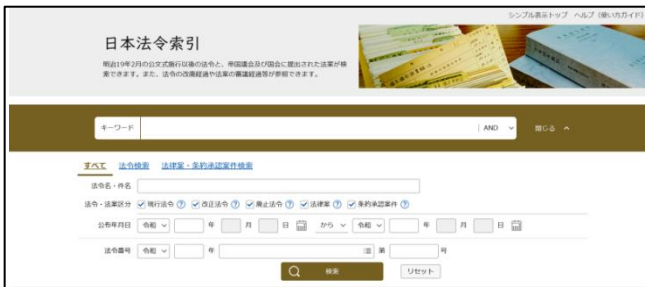 シンプル表示トップ ヘルプ（使い方ガイド）
日本法令索引
明治19年2月の公文式施行以後の法令と、帝国議会及び国会に提出された法案が検
索できます。また、法令の改廃経過や法案の審議経過等が参照できます。
キーワード AND 閉じる
すべて 法令検索 法律案・条約承認案件検索
法令名・件名
法令・法案区分 現行法令 ? 改正法令 ? 廃止法令 ? 法律案 ? 条約承認案件 ?
公布年月日 令和 年 月 日 から 令和 年 月 日
法令番号 令和 年 第 号
検索 リセット